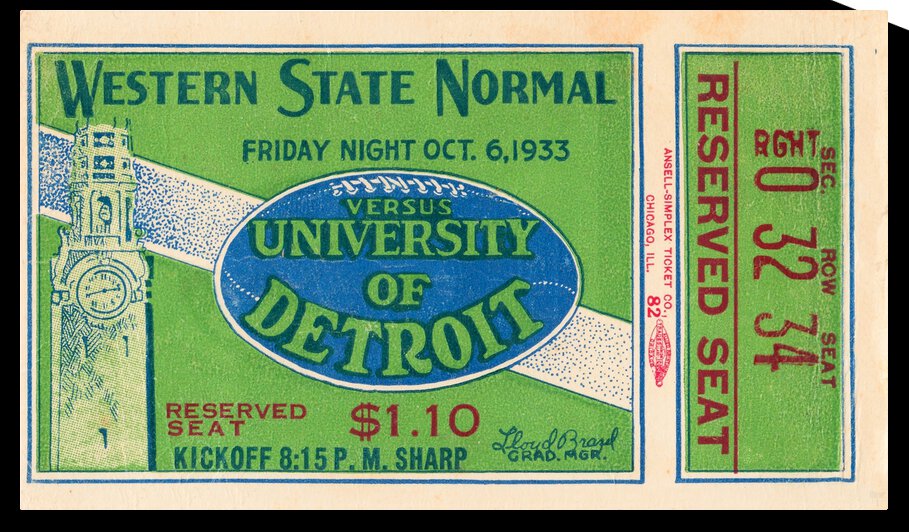 WESTERN STATE NORMAL
FRIDAY NIGHT OCT. 6, 1933
VERSUS
UNIVERSITY
OF
DETROIT
RESERVED
SEAT
$1.10
KICKOFF 8:15 P. M. SHARP
Lloyd Brazil
GRAD. MGR.
ANSELL-SIMPLEX TICKET CO.,
CHICAGO, ILL.
82
RESERVED SEAT
RGHT
SEC. ROW SEAT
0 32 34